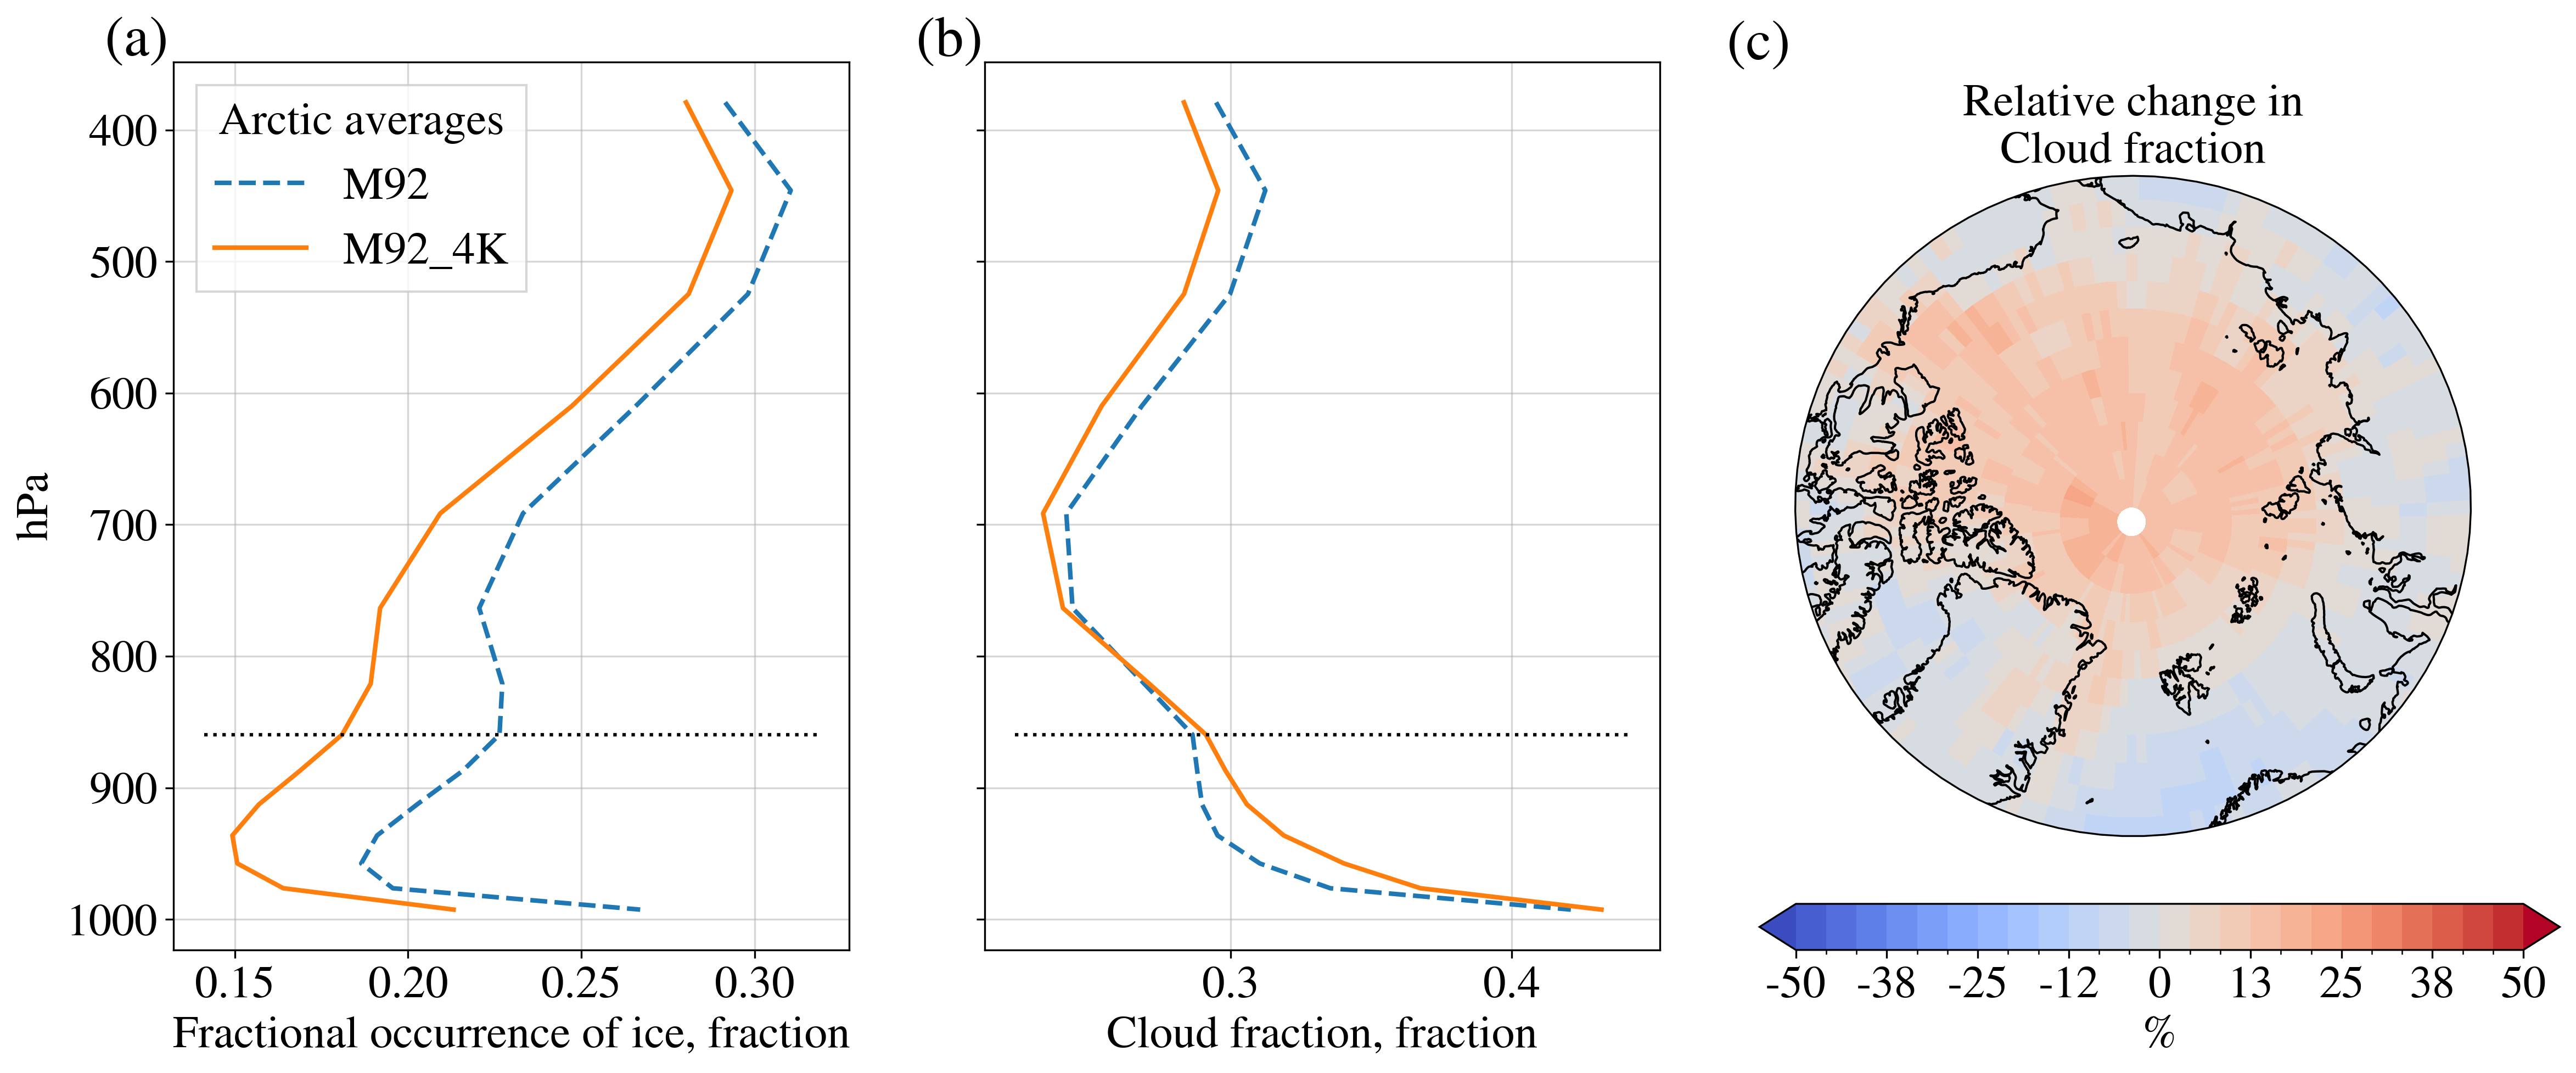 (a)
Arctic averages
M92
M92_4K
400
500
600
700
800
900
1000
hPa
0.15 0.20 0.25 0.30
Fractional occurrence of ice, fraction
(b)
0.3 0.4
Cloud fraction, fraction
(c)
Relative change in
Cloud fraction
-50 -38 -25 -12 0 13 25 38 50
%